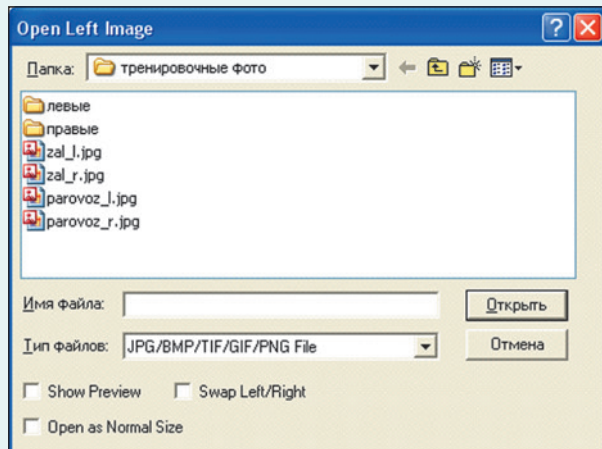 Open Left Image
Папка: тренировочные фото
левые
правые
zal_l.jpg
zal_r.jpg
parovoz_l.jpg
parovoz_r.jpg
Имя файла: Открыть
Тип файлов: JPG/BMP/TIF/GIF/PNG File Отмена
Show Preview Swap Left/Right
Open as Normal Size